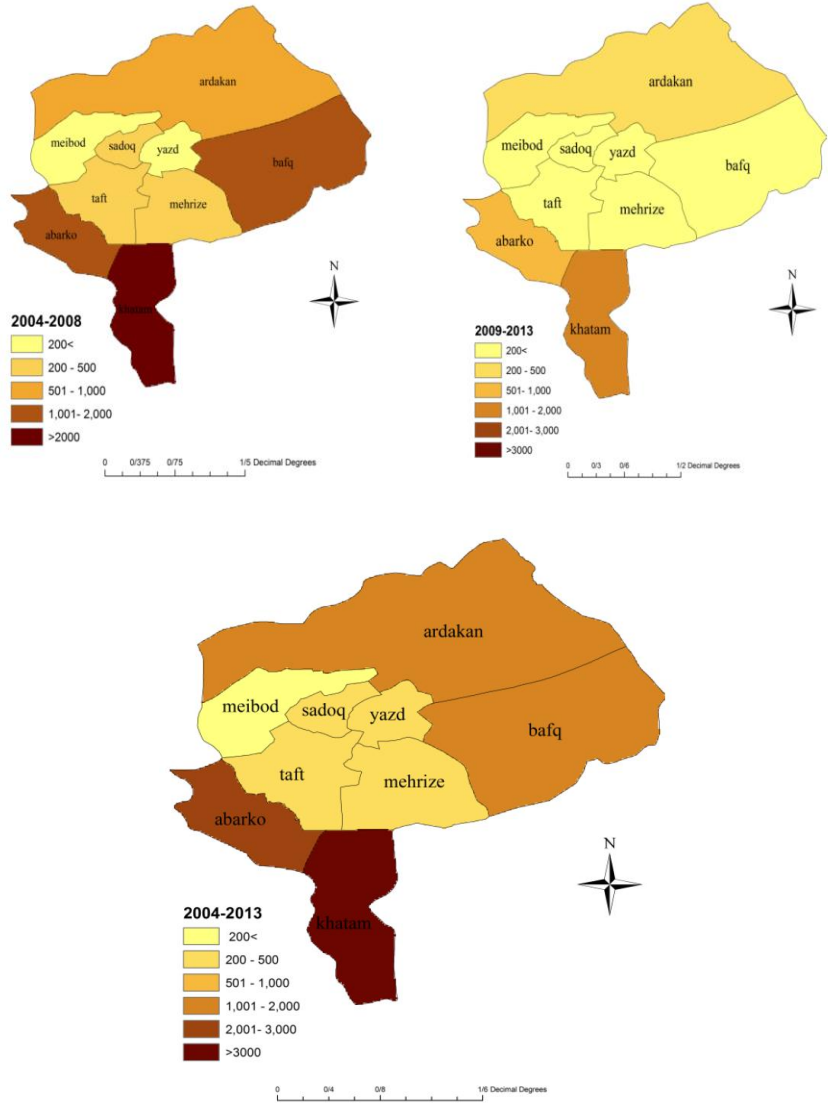 ardakan
meibod
sadoq
yazd
bafq
taft
mehrize
abarko
khatam
N
2004-2008
200<
200 - 500
501 - 1,000
1,001- 2,000
>2000
0 0/375 0/75 1/5 Decimal Degrees
ardakan
meibod
sadoq
yazd
bafq
taft
mehrize
abarko
khatam
N
2009-2013
200<
200 - 500
501- 1,000
1,001 - 2,000
2,001- 3,000
>3000
0 0/3 0/6 1/2 Decimal Degrees
ardakan
meibod
sadoq
yazd
bafq
taft
mehrize
abarko
khatam
N
2004-2013
200<
200 - 500
501 - 1,000
1,001 - 2,000
2,001- 3,000
>3000
0 0/4 0/8 1/6 Decimal Degrees